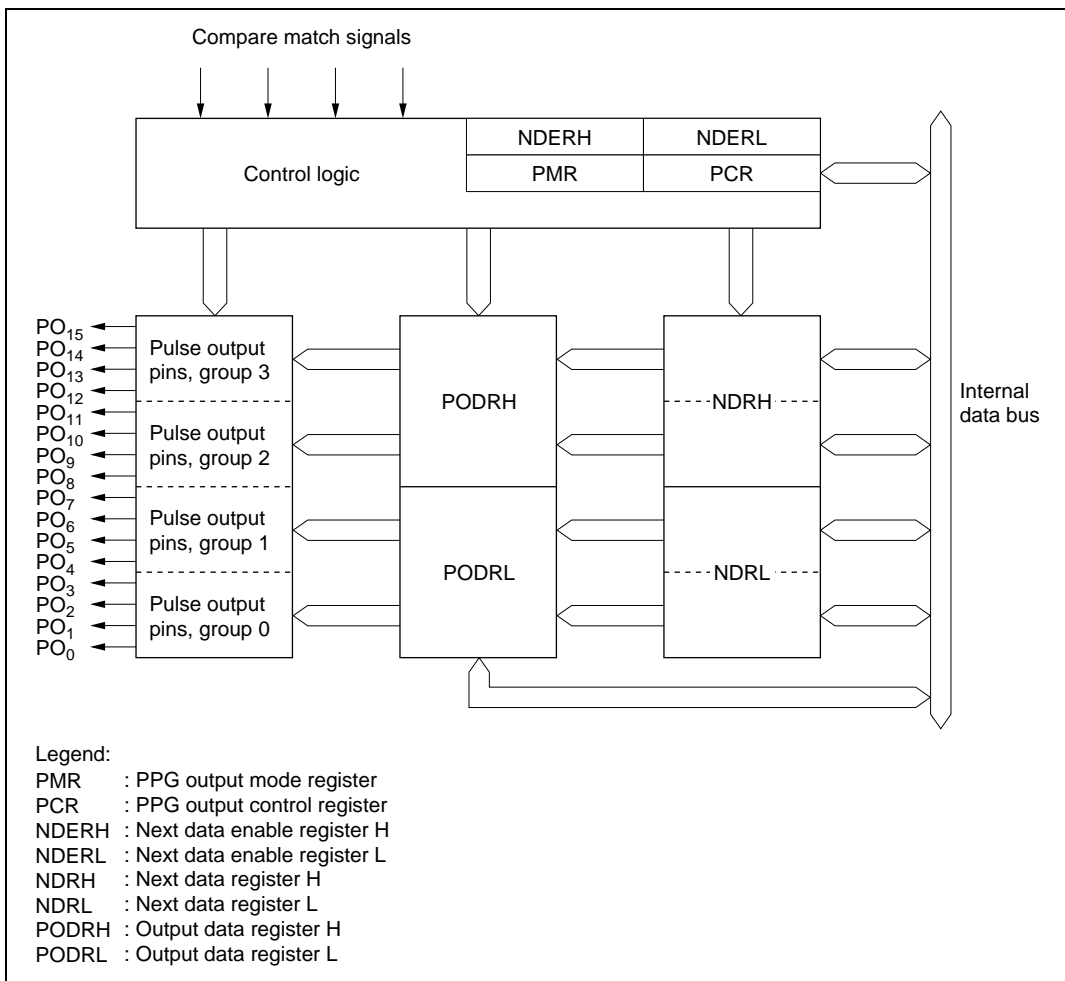 Compare match signals
NDERH NDERL
Control logic PMR PCR
PO15
PO14
PO13
PO12
PO11
PO10
PO9
PO8
PO7
PO6
PO5
PO4
PO3
PO2
PO1
PO0
Pulse output
pins, group 3
Pulse output
pins, group 2
Pulse output
pins, group 1
Pulse output
pins, group 0
PODRH
PODRL
NDRH
NDRL
Internal
data bus
Legend:
PMR : PPG output mode register
PCR : PPG output control register
NDERH : Next data enable register H
NDERL : Next data enable register L
NDRH : Next data register H
NDRL : Next data register L
PODRH : Output data register H
PODRL : Output data register L